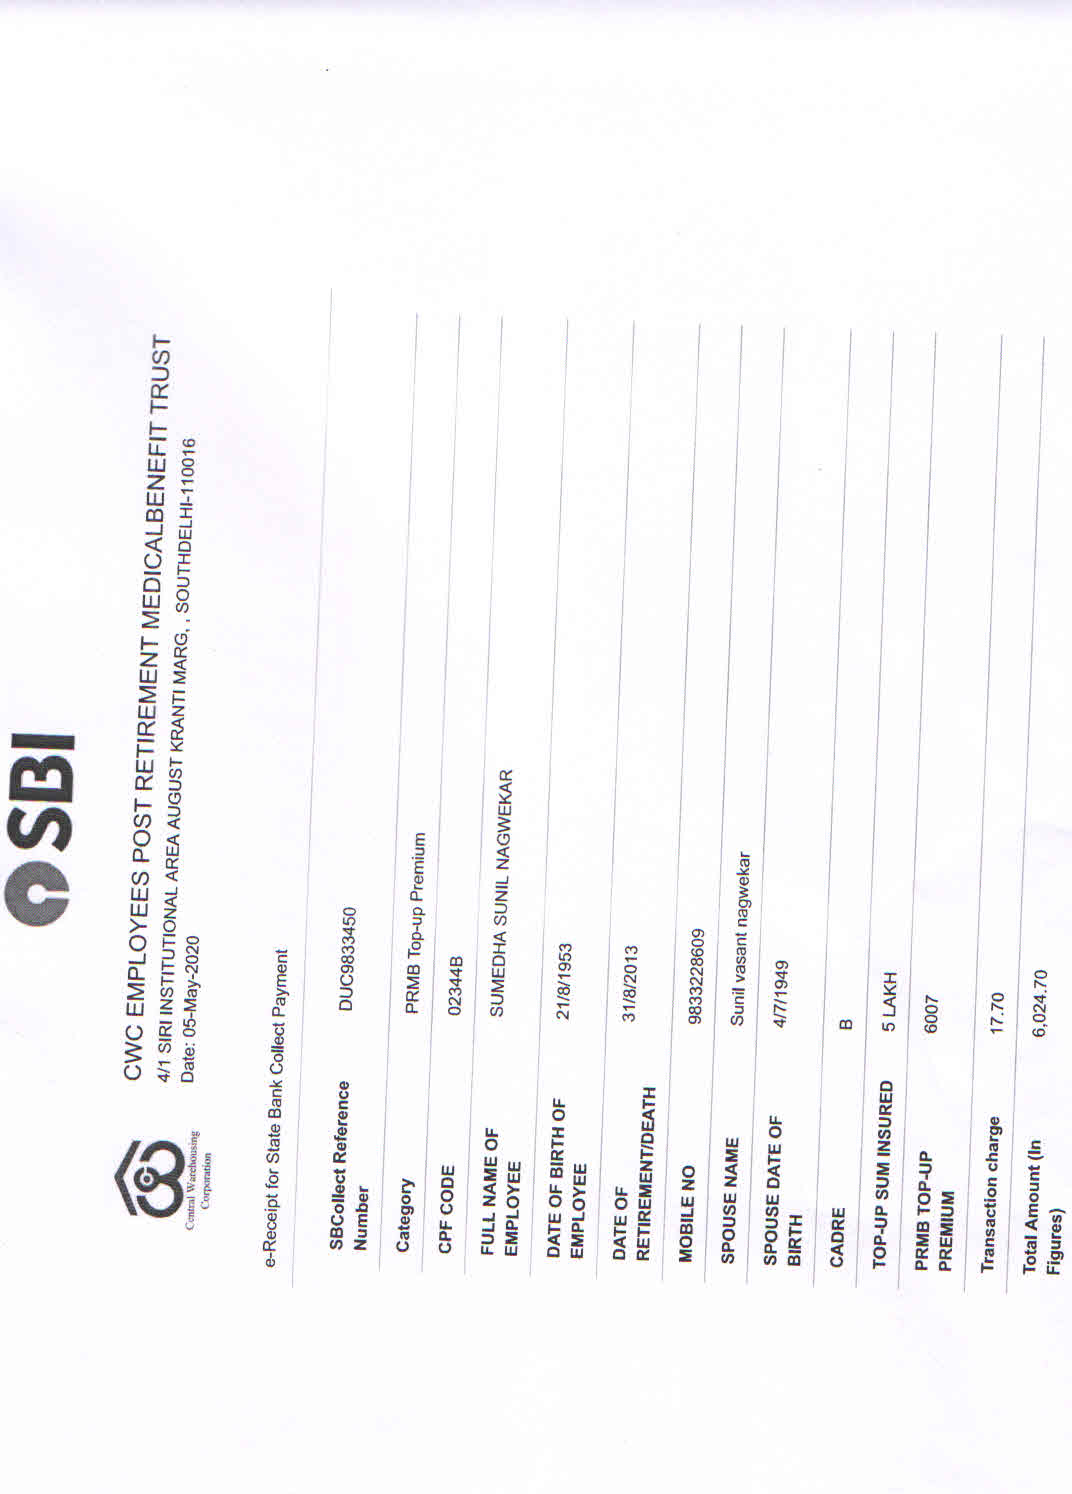 SBI
CWC EMPLOYEES POST RETIREMENT MEDICALBENEFIT TRUST
4/1 SIRI INSTITUTIONAL AREA AUGUST KRANTI MARG, , SOUTHDELHI-110016
Date: 05-May-2020
Central Warehousing
Corporation
e-Receipt for State Bank Collect Payment
SBCollect Reference DUC9833450
Number
Category PRMB Top-up Premium
CPF CODE 02344B
FULL NAME OF SUMEDHA SUNIL NAGWEKAR
EMPLOYEE
DATE OF BIRTH OF 21/8/1953
EMPLOYEE
DATE OF 31/8/2013
RETIREMENT/DEATH
MOBILE NO 9833228609
SPOUSE NAME Sunil vasant nagwekar
SPOUSE DATE OF 4/7/1949
BIRTH
CADRE B
TOP-UP SUM INSURED 5 LAKH
PRMB TOP-UP 6007
PREMIUM
Transaction charge 17.70
Total Amount (In 6,024.70
Figures)